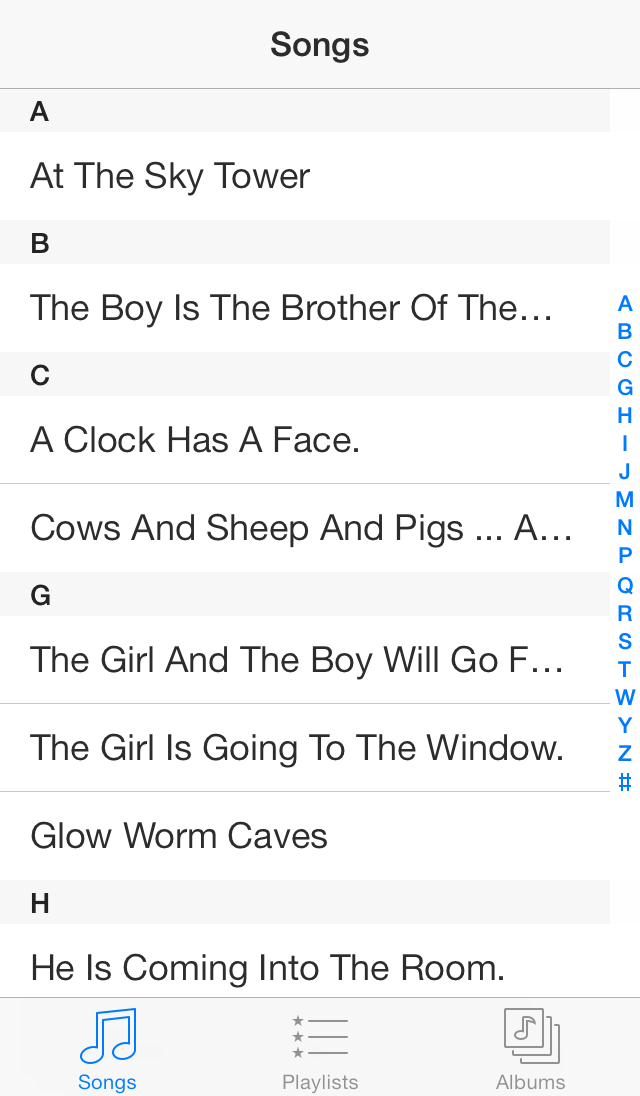 Songs
A
At The Sky Tower
B
The Boy Is The Brother Of The…
C
A Clock Has A Face.
Cows And Sheep And Pigs ... A…
G
The Girl And The Boy Will Go F…
The Girl Is Going To The Window.
Glow Worm Caves
H
He Is Coming Into The Room.
A
B
C
G
H
I
J
M
N
P
Q
R
S
T
W
Y
Z
#
Songs
Playlists
Albums